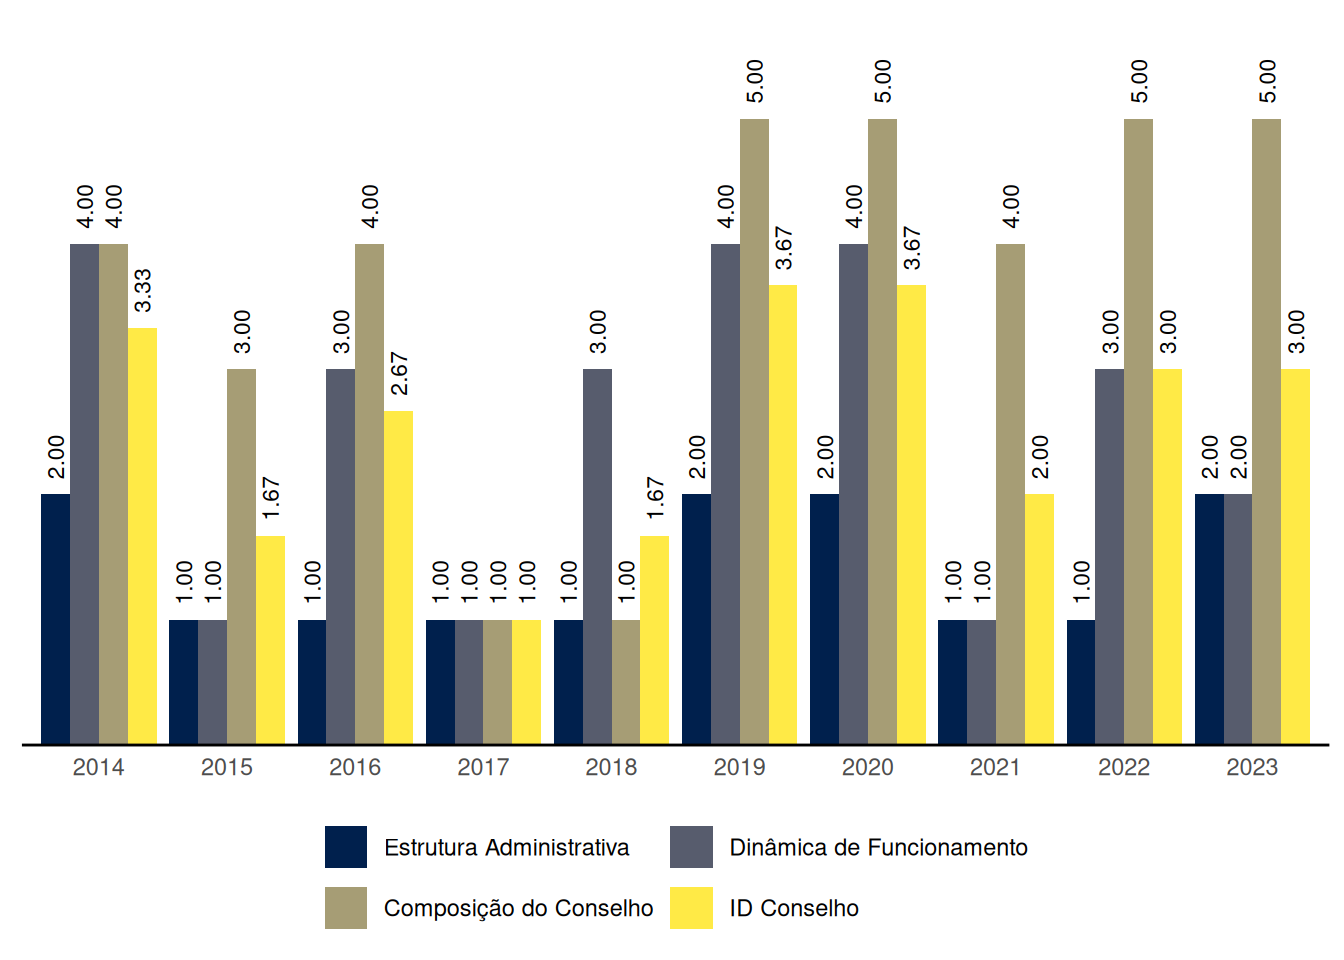 5.00 5.00 5.00 5.00
4.00 4.00 4.00 4.00 4.00 4.00
3.33 3.00 3.00 2.67 3.00 3.67 3.67 3.00 3.00 3.00
2.00 1.67 1.67 2.00 2.00 2.00 2.00 2.00
1.00 1.00 1.00 1.00 1.00 1.00 1.00 1.00 1.00 1.00 1.00 1.00
2014 2015 2016 2017 2018 2019 2020 2021 2022 2023
Estrutura Administrativa Dinâmica de Funcionamento
Composição do Conselho ID Conselho